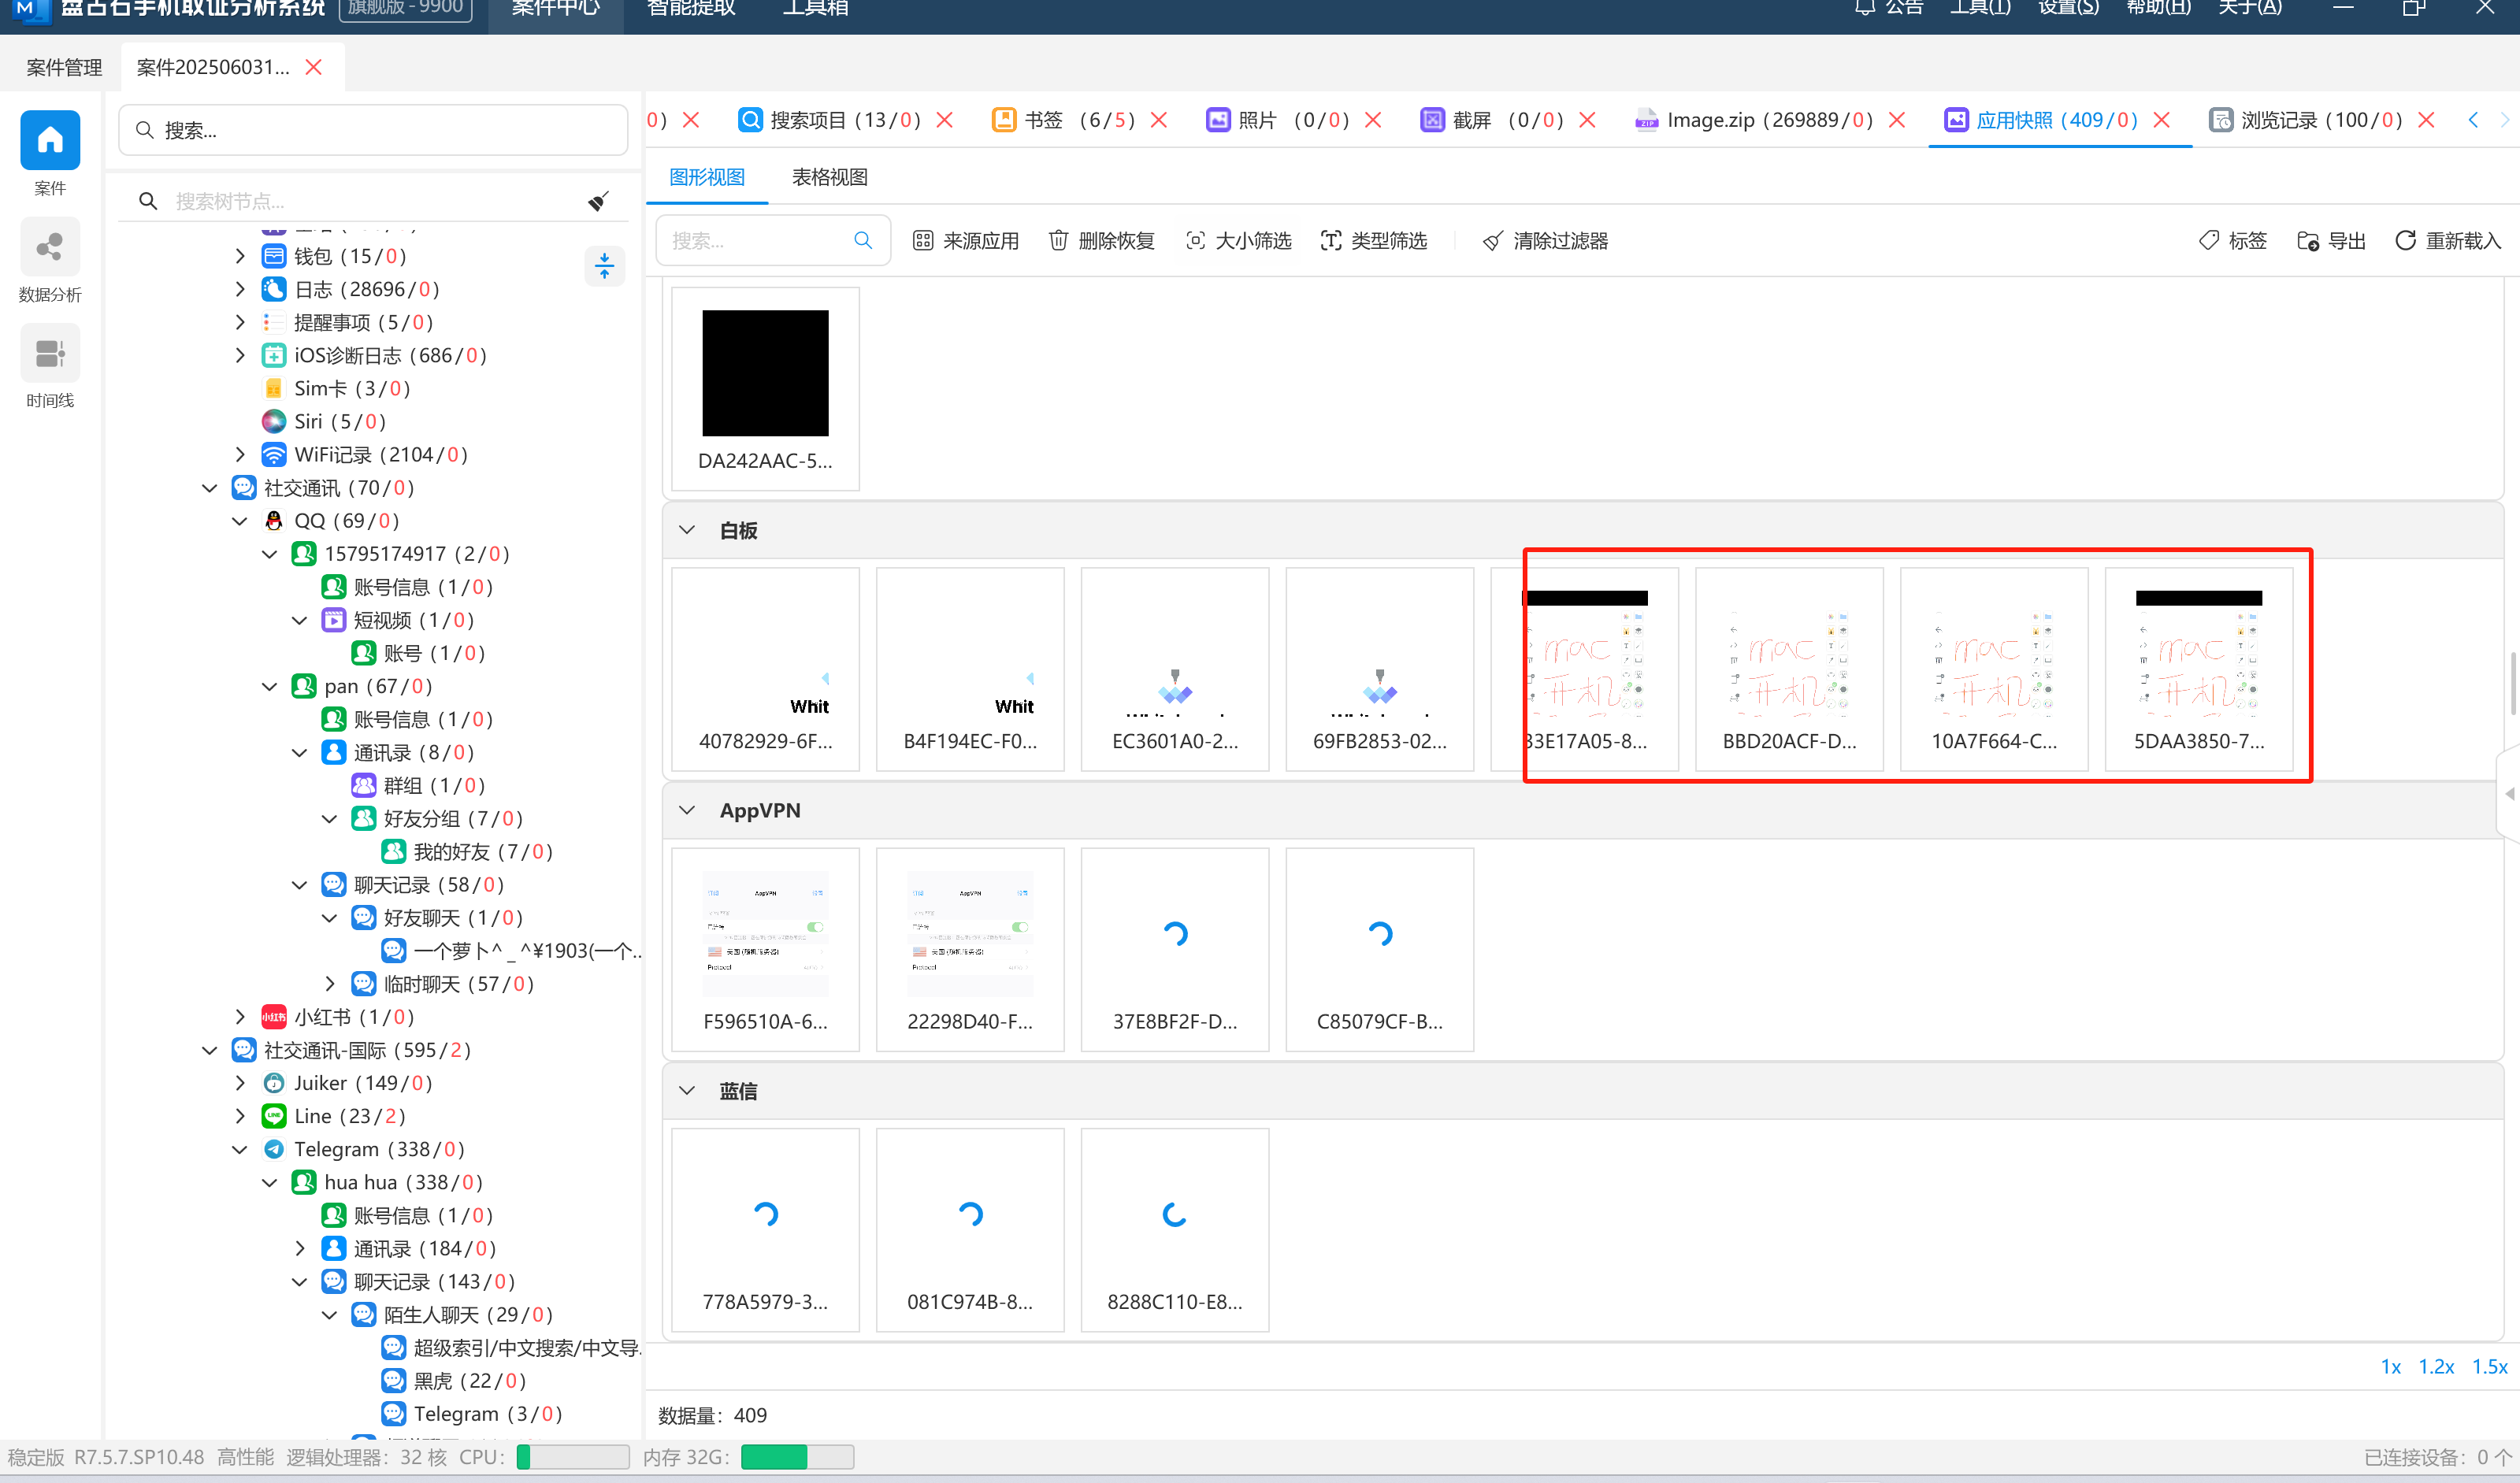 盘古石手机取证分析系统 旗舰版 - 9900 案件中心 智能提取 工具箱 公告 工具(T) 设置(S) 帮助(H) 关于(A)
案件管理 案件202506031...
案件
数据分析
时间线
搜索...
搜索树节点...
钱包 (15/0)
日志 (28696/0)
提醒事项 (5/0)
iOS诊断日志 (686/0)
Sim卡 (3/0)
Siri (5/0)
WiFi记录 (2104/0)
社交通讯 (70/0)
QQ (69/0)
15795174917 (2/0)
账号信息 (1/0)
短视频 (1/0)
账号 (1/0)
pan (67/0)
账号信息 (1/0)
通讯录 (8/0)
群组 (1/0)
好友分组 (7/0)
我的好友 (7/0)
聊天记录 (58/0)
好友聊天 (1/0)
一个萝卜^_^¥1903(一个...
临时聊天 (57/0)
小红书 (1/0)
社交通讯-国际 (595/2)
Juiker (149/0)
Line (23/2)
Telegram (338/0)
hua hua (338/0)
账号信息 (1/0)
通讯录 (184/0)
聊天记录 (143/0)
陌生人聊天 (29/0)
超级索引/中文搜索/中文导...
黑虎 (22/0)
Telegram (3/0)
0) 搜索项目 (13/0) 书签 (6/5) 照片 (0/0) 截屏 (0/0) Image.zip (269889/0) 应用快照 (409/0) 浏览记录 (100/0)
图形视图 表格视图
搜索... 来源应用 删除恢复 大小筛选 类型筛选 清除过滤器 标签 导出 重新载入
DA242AAC-5...
白板
Whit Whit
mac mac mac mac
开机 开机 开机 开机
40782929-6F... B4F194EC-F0... EC3601A0-2... 69FB2853-02... 33E17A05-8... BBD20ACF-D... 10A7F664-C... 5DAA3850-7...
AppVPN
AppVPN AppVPN
Protocol Protocol
F596510A-6... 22298D40-F... 37E8BF2F-D... C85079CF-B...
蓝信
778A5979-3... 081C974B-8... 8288C110-E8...
1x 1.2x 1.5x
数据量：409
稳定版 R7.5.7.SP10.48 高性能 逻辑处理器：32 核 CPU： 内存 32G： 已连接设备：0 个